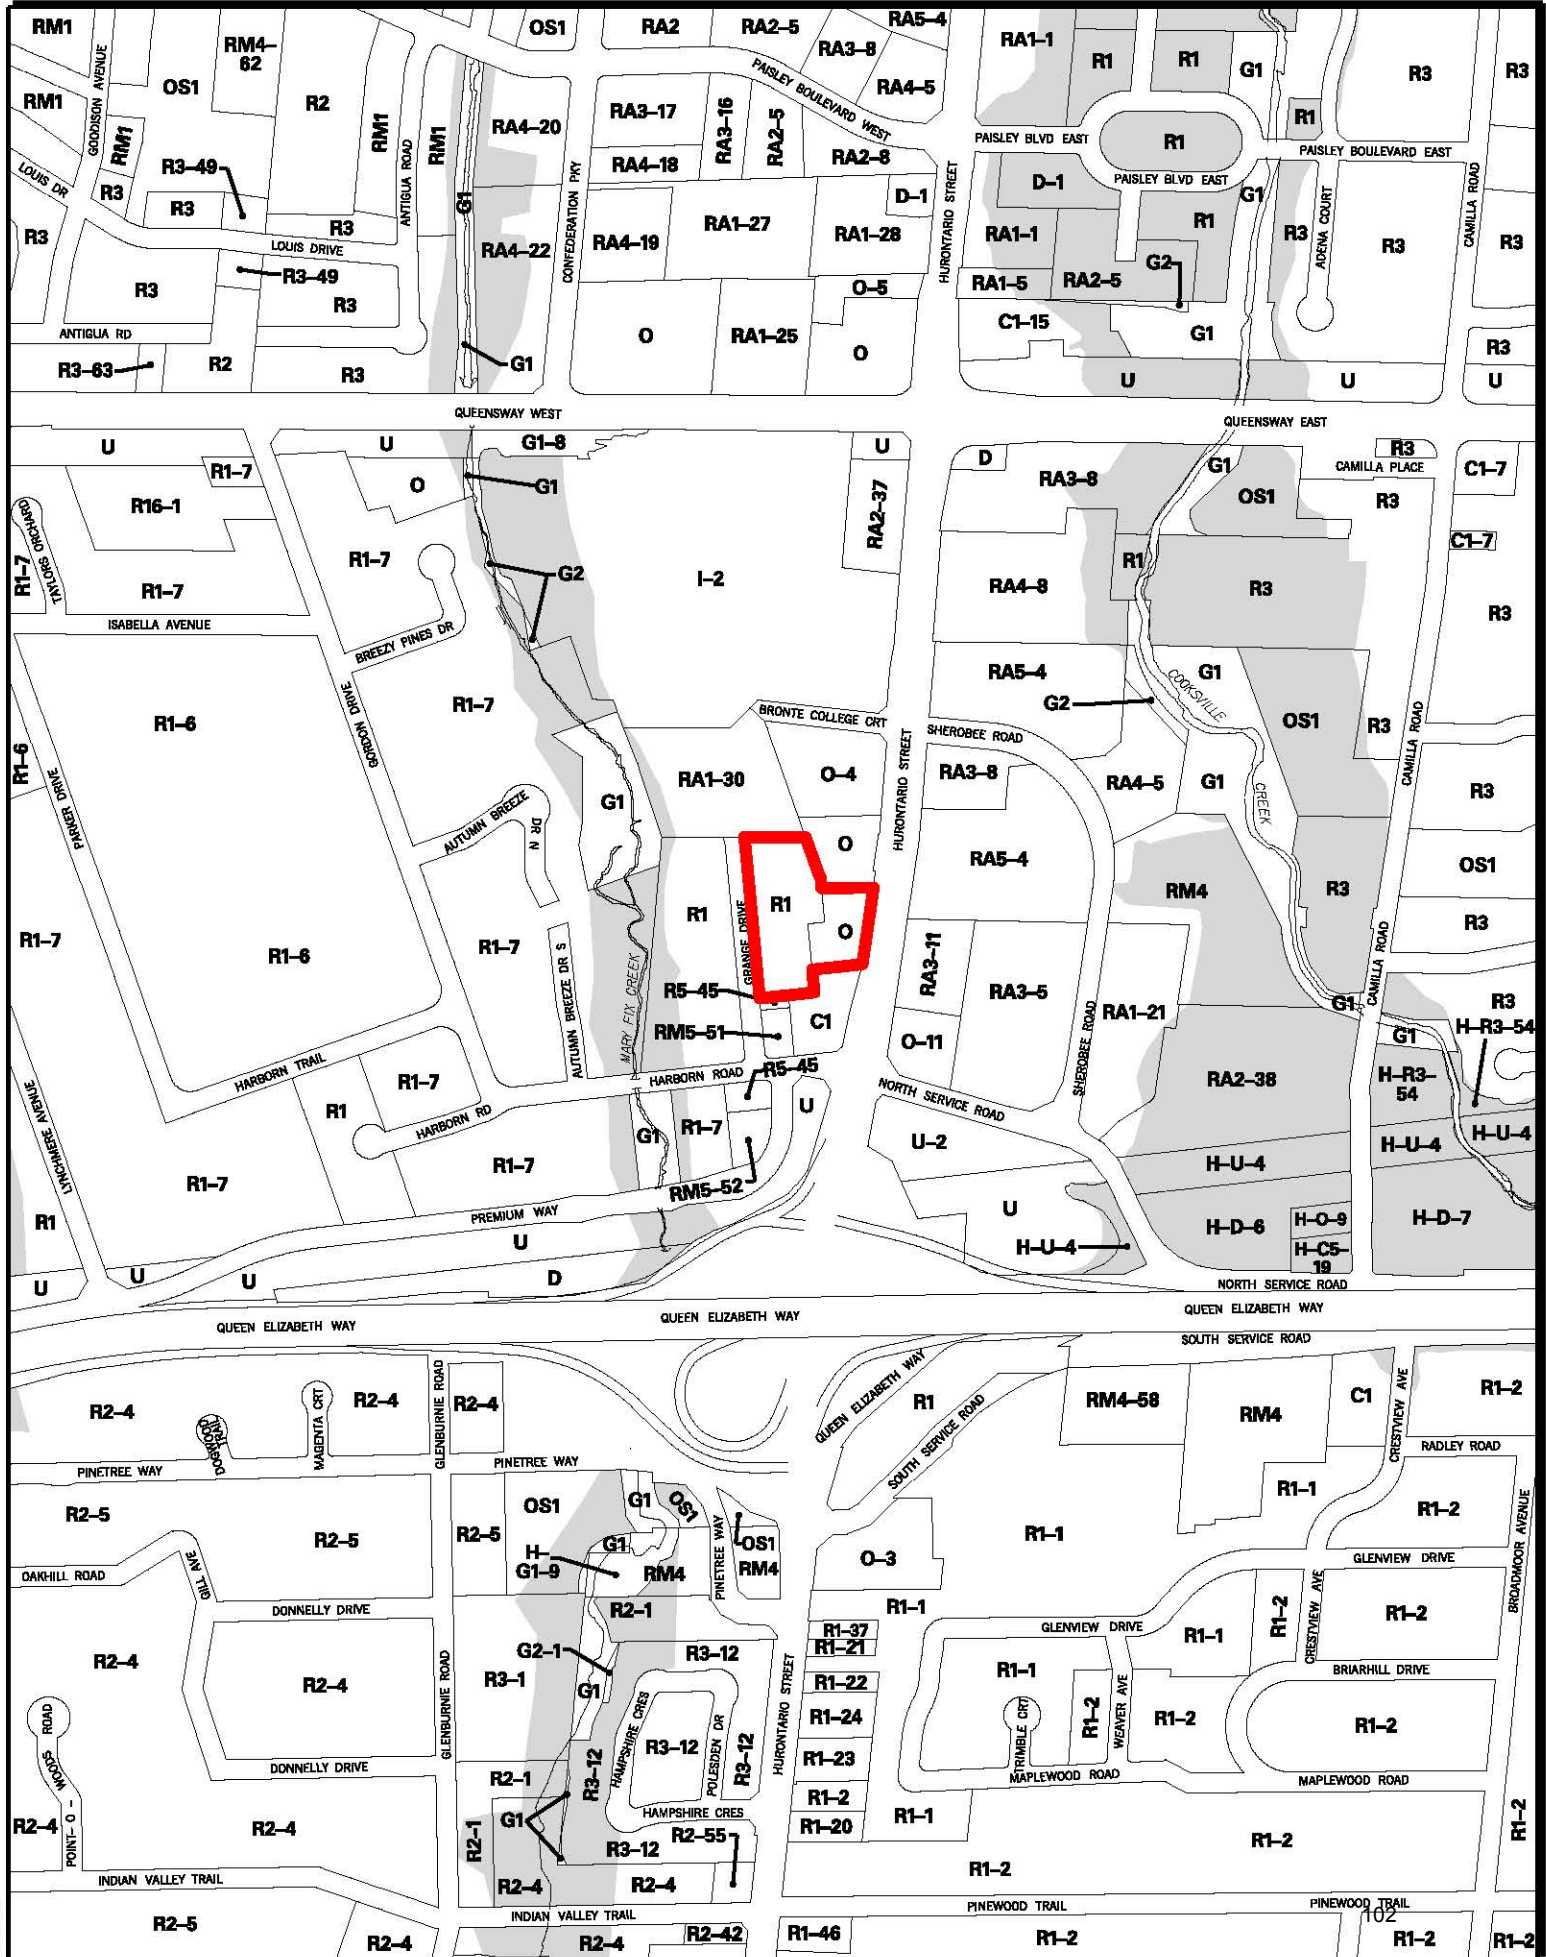 RM1
RM4–
62
OS1
RA2
RA2–5
RA5–4
RA3–8
RA1–1
R1
R1
G1
R3
R3
GOODISON AVENUE
RM1
OS1
R2
RM1
ANTIGUA ROAD
RM1
RA4–20
RA3–17
RA3–16
RA2–5
PAISLEY BOULEVARD WEST
RA4–5
R1
RM1
R3–49
RA4–18
RA2–8
PAISLEY BLVD EAST
R1
PAISLEY BOULEVARD EAST
LOUIS DR
R3
R3
R3
G1
CONFEDERATION PKY
D–1
HURONTARIO STREET
D–1
PAISLEY BLVD EAST
G1
ADENA COURT
CAMILLA ROAD
R3
LOUIS DRIVE
RA4–22
RA4–19
RA1–27
RA1–28
RA1–1
R1
R3
R3
R3
R3
R3–49
R3
O–5
RA1–5
RA2–5
G2
C1–15
G1
ANTIGUA RD
O
RA1–25
O
R3
R3–63
R2
R3
G1
U
U
U
QUEENSWAY WEST
QUEENSWAY EAST
U
U
G1–8
U
D
R3
R1–7
O
G1
RA2–37
RA3–8
G1
CAMILLA PLACE
C1–7
R16–1
OS1
R3
TAYLORS ORCHARD
R1–7
R1–7
R1–7
G2
I–2
RA4–8
R1
R3
C1–7
R3
ISABELLA AVENUE
BREEZY PINES DR
R1–6
GORDON DRIVE
R1–7
BRONTE COLLEGE CRT
RA5–4
G2
COOKSVILLE
CREEK
G1
OS1
R3
CAMILLA ROAD
R1–6
PARKER DRIVE
SHEROBEE ROAD
HURONTARIO STREET
RA1–30
O–4
RA3–8
RA4–5
G1
R3
G1
AUTUMN BREEZE
DR N
O
RA5–4
RM4
R3
OS1
R1–7
R1–6
R1–7
R1
GRANGE DRIVE
R1
O
RA3–11
R3
AUTUMN BREEZE DR S
MARY FIX CREEK
R5–45
RM5–51
C1
RA3–5
O–11
SHEROBEE ROAD
RA1–21
G1
CAMILLA ROAD
R3
G1
H–R3–54
HARBORN TRAIL
R1–7
HARBORN ROAD
R5–45
NORTH SERVICE ROAD
RA2–38
H–R3–
54
LYNCHMERE AVENUE
R1
HARBORN RD
G1
R1–7
U
U–2
H–U–4
H–U–4
H–U–4
R1–7
R1–7
RM5–52
R1
PREMIUM WAY
U
U
H–D–6
H–O–9
H–D–7
H–U–4
H–C5–
19
U
U
U
D
NORTH SERVICE ROAD
QUEEN ELIZABETH WAY
QUEEN ELIZABETH WAY
QUEEN ELIZABETH WAY
SOUTH SERVICE ROAD
R2–4
DOGWOOD TRAIL
MAGENTA CRT
R2–4
GLENBURNIE ROAD
R2–4
QUEEN ELIZABETH WAY
R1
SOUTH SERVICE ROAD
RM4–58
RM4
C1
CRESTVIEW AVE
R1–2
PINETREE WAY
PINETREE WAY
RADLEY ROAD
R2–5
R2–5
R2–5
OS1
G1
OS1
PINETREE WAY
OS1
RM4
R1–1
R1–1
R1–2
BROADMOOR AVENUE
OAKHILL ROAD
GILL AVE
H–
G1–9
G1
RM4
O–3
GLENVIEW DRIVE
DONNELLY DRIVE
R2–1
R1–1
R1–37
R1–21
GLENVIEW DRIVE
R1–1
R1–2
CRESTVIEW AVE
R1–2
R2–4
R2–4
GLENBURNIE ROAD
R3–1
G2–1
G1
R3–12
HURONTARIO STREET
R1–22
R1–24
R1–1
TRIMBLE CRT
R1–2
WEAVER AVE
R1–2
BRIARHILL DRIVE
R1–2
POINT– O – WOODS ROAD
HAMPSHIRE CRES
R3–12
POLESDEN DR
R3–12
R1–23
DONNELLY DRIVE
R2–1
R3–12
MAPLEWOOD ROAD
MAPLEWOOD ROAD
R1–2
R2–4
R2–4
R2–1
G1
HAMPSHIRE CRES
R3–12
R2–55
R1–20
R1–1
R1–2
R1–2
R1–2
INDIAN VALLEY TRAIL
R2–4
R2–4
INDIAN VALLEY TRAIL
PINEWOOD TRAIL
PINEWOOD TRAIL
102
R2–5
R2–4
R2–4
R2–42
R1–46
R1–2
R1–2
R1–2